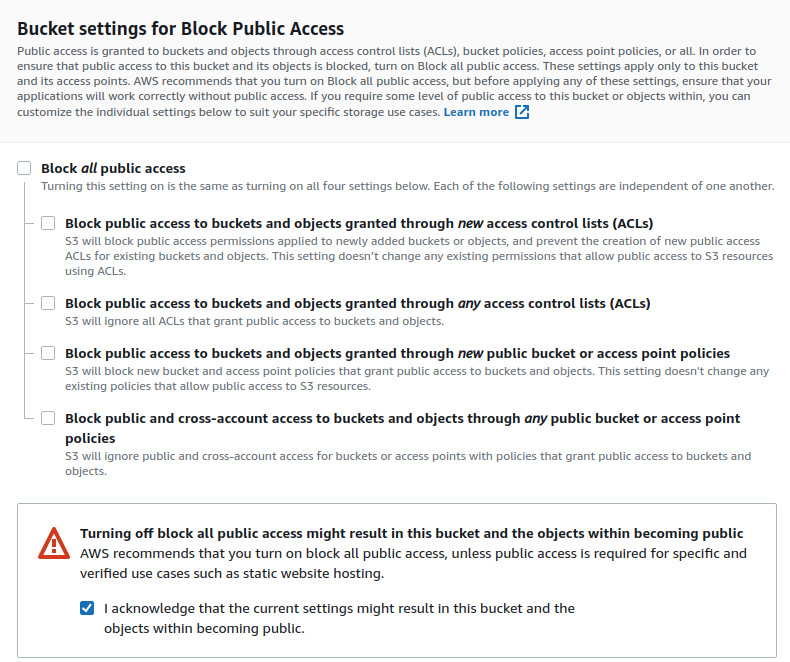 Bucket settings for Block Public Access
Public access is granted to buckets and objects through access control lists (ACLs), bucket policies, access point policies, or all. In order to
ensure that public access to this bucket and its objects is blocked, turn on Block all public access. These settings apply only to this bucket
and its access points. AWS recommends that you turn on Block all public access, but before applying any of these settings, ensure that your
applications will work correctly without public access. If you require some level of public access to this bucket or objects within, you can
customize the individual settings below to suit your specific storage use cases. Learn more
Block all public access
Turning this setting on is the same as turning on all four settings below. Each of the following settings are independent of one another.
Block public access to buckets and objects granted through new access control lists (ACLs)
S3 will block public access permissions applied to newly added buckets or objects, and prevent the creation of new public access
ACLs for existing buckets and objects. This setting doesn't change any existing permissions that allow public access to S3 resources
using ACLs.
Block public access to buckets and objects granted through any access control lists (ACLs)
S3 will ignore all ACLs that grant public access to buckets and objects.
Block public access to buckets and objects granted through new public bucket or access point policies
S3 will block new bucket and access point policies that grant public access to buckets and objects. This setting doesn't change any
existing policies that allow public access to S3 resources.
Block public and cross-account access to buckets and objects through any public bucket or access point
policies
S3 will ignore public and cross-account access for buckets or access points with policies that grant public access to buckets and
objects.
Turning off block all public access might result in this bucket and the objects within becoming public
AWS recommends that you turn on block all public access, unless public access is required for specific and
verified use cases such as static website hosting.
I acknowledge that the current settings might result in this bucket and the
objects within becoming public.